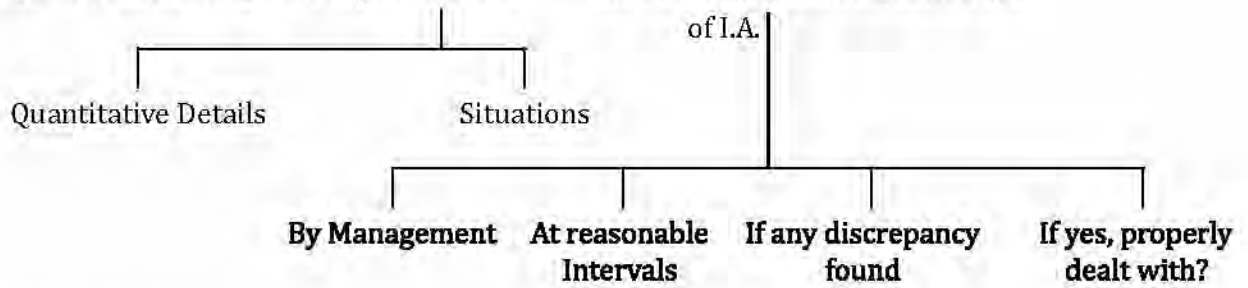 of I.A.
Quantitative Details
Situations
By Management
At reasonable
Intervals
If any discrepancy
found
If yes, properly
dealt with?